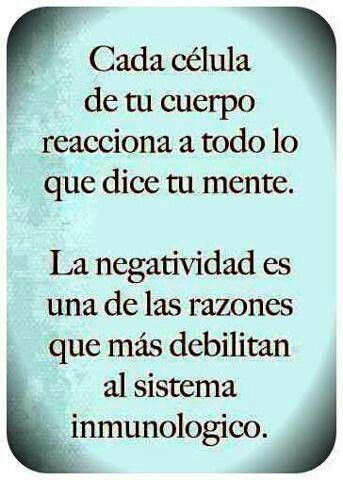 Cada célula
de tu cuerpo
reacciona a todo lo
que dice tu mente.
La negatividad es
una de las razones
que más debilitan
al sistema
inmunologico.